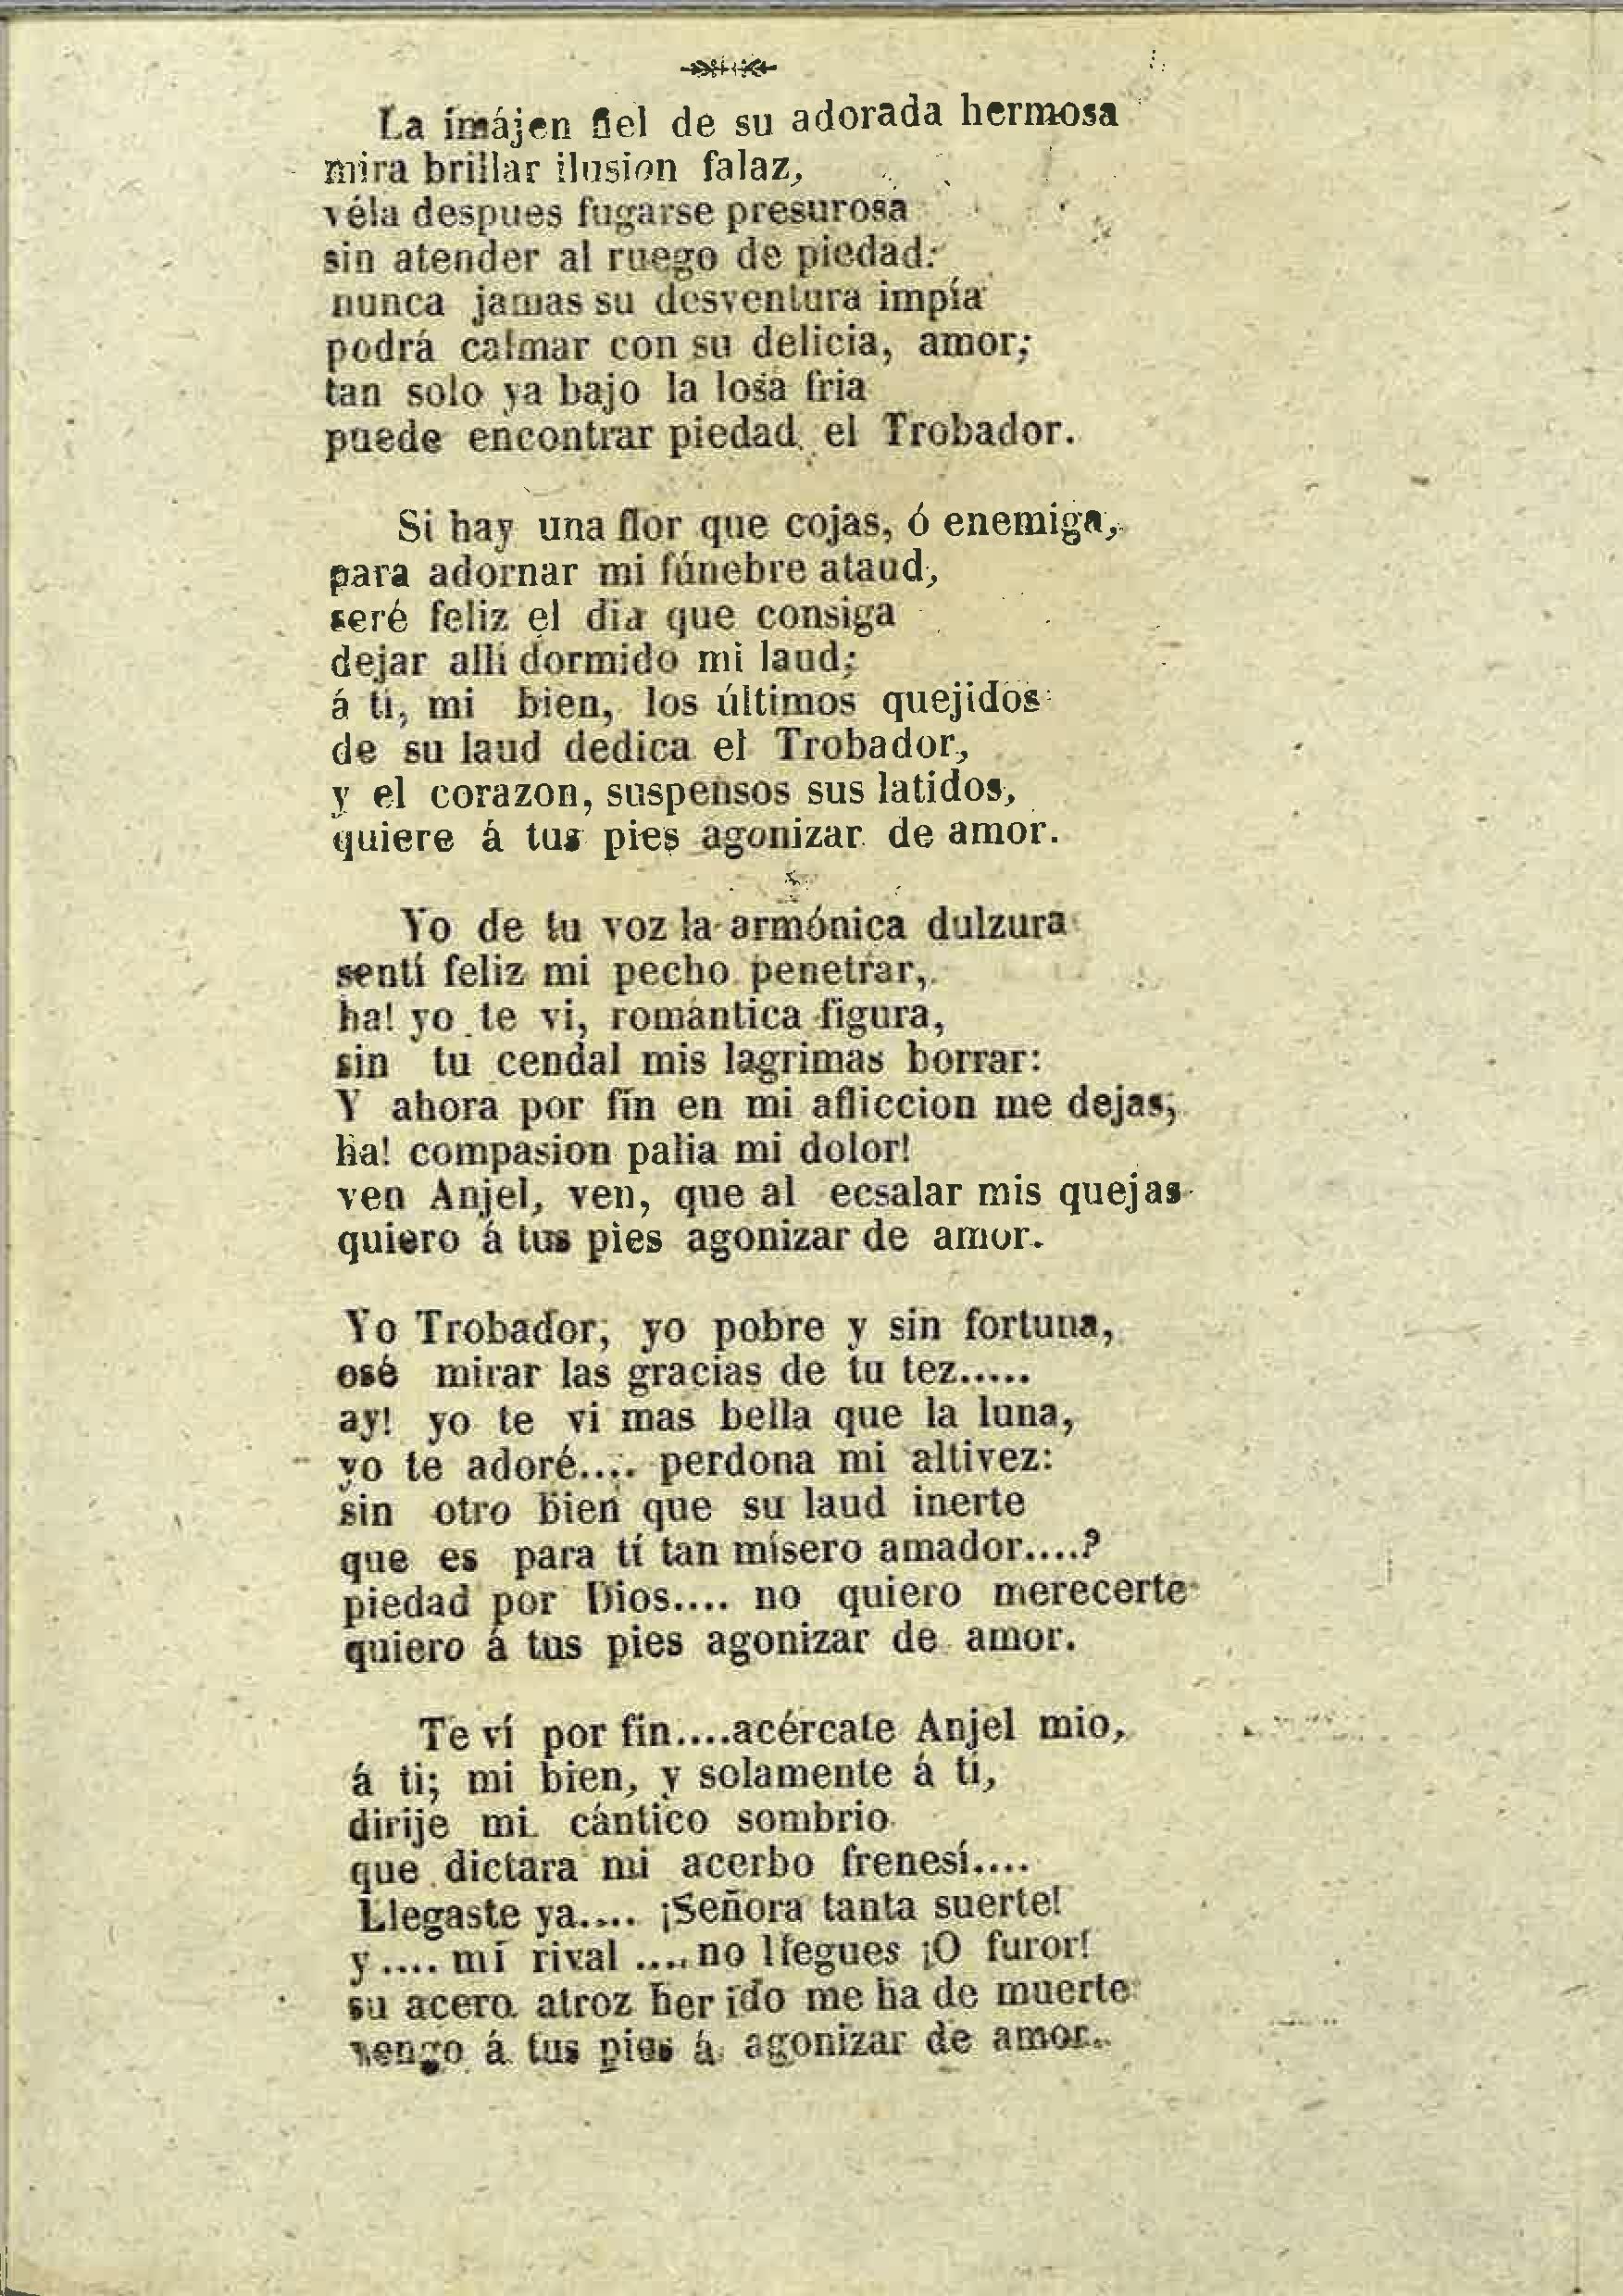 La imájen fiel de su adorada hermosa
mira brillar ilusion falaz,
véla despues fugarse presurosa
sin atender al ruego de piedad:
nunca jamas su desventura impía
podrá calmar con su delicia, amor;
tan solo ya bajo la losa fria
puede encontrar piedad el Trobador.
Si hay una flor que cojas, ó enemiga,
para adornar mi fúnebre ataud,
seré feliz el dia que consiga
dejar alli dormido mi laud;
á ti, mi bien, los últimos quejidos
de su laud dedica el Trobador,
y el corazon, suspensos sus latidos,
quiere á tus pies agonizar de amor.
Yo de tu voz la armónica dulzura
sentí feliz mi pecho penetrar,
ha! yo te vi, romántica figura,
sin tu cendal mis lagrimas borrar:
Y ahora por fin en mi afliccion me dejas;
ha! compasion palia mi dolor!
ven Anjel, ven, que al ecsalar mis quejas
quiero á tus pies agonizar de amor.
Yo Trobador, yo pobre y sin fortuna,
osé mirar las gracias de tu tez.....
ay! yo te vi mas bella que la luna,
yo te adoré.... perdona mi altivez:
sin otro bien que su laud inerte
que es para tí tan mísero amador....?
piedad por Dios.... no quiero merecerte
quiero á tus pies agonizar de amor.
Te ví por fin....acércate Anjel mio,
á ti; mi bien, y solamente á ti,
dirije mi cántico sombrio
que dictara mi acerbo frenesí....
Llegaste ya.... ¡Señora tanta suerte!
y.... mi rival ....no llegues ¡O furor!
su acero atroz her ido me ha de muerte
vengo á tus pies á agonizar de amor.